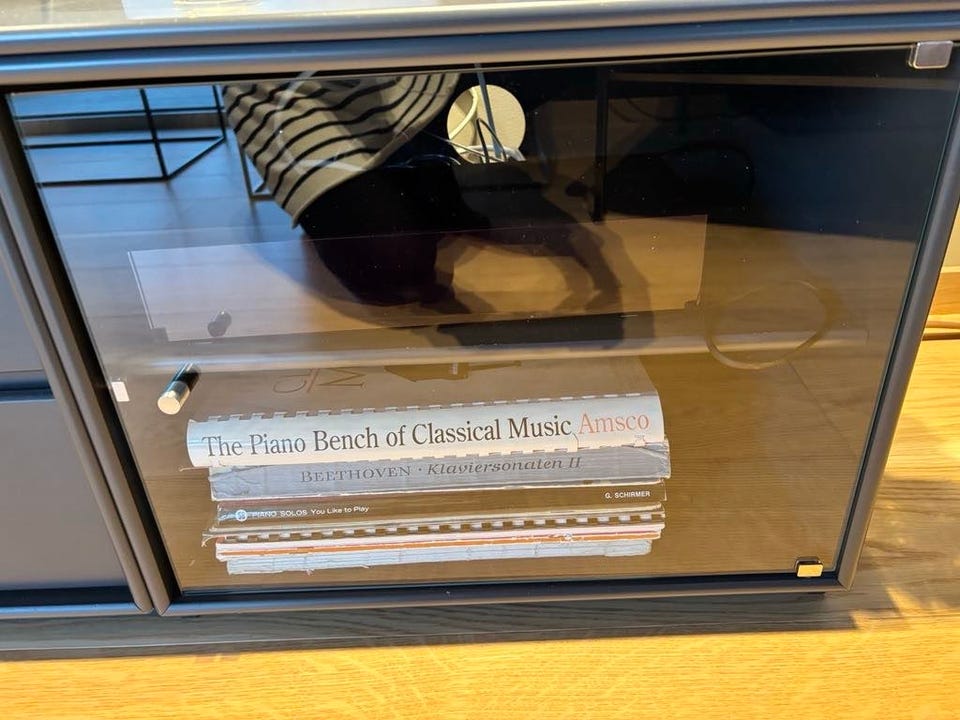 The Piano Bench of Classical Music Amsco
BEETHOVEN · Klaviersonaten II
G. SCHIRMER
PIANO SOLOS You Like to Play